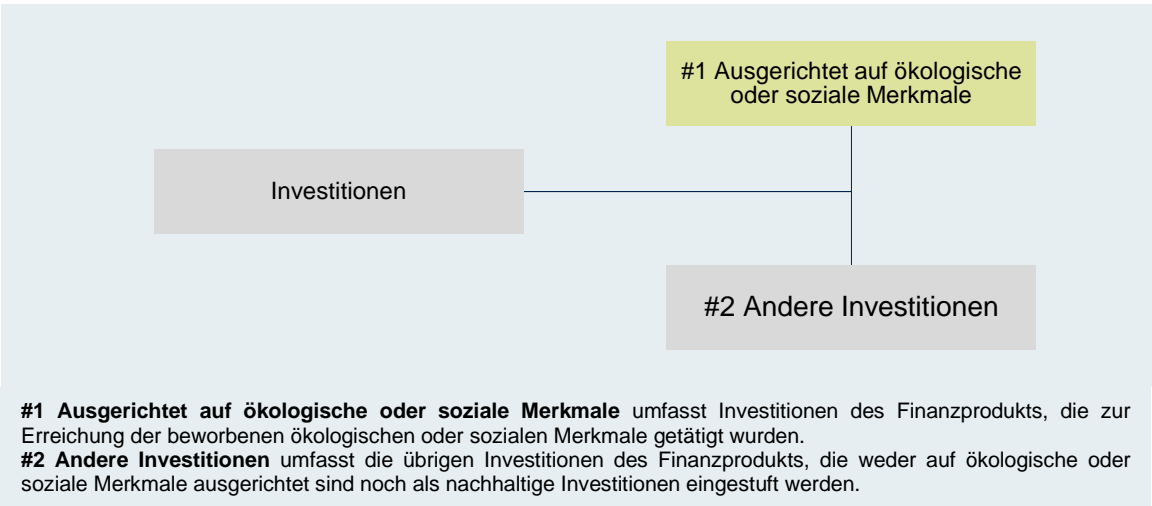 #1 Ausgerichtet auf ökologische
oder soziale Merkmale
Investitionen
#2 Andere Investitionen
#1 Ausgerichtet auf ökologische oder soziale Merkmale umfasst Investitionen des Finanzprodukts, die zur
Erreichung der beworbenen ökologischen oder sozialen Merkmale getätigt wurden.
#2 Andere Investitionen umfasst die übrigen Investitionen des Finanzprodukts, die weder auf ökologische oder
soziale Merkmale ausgerichtet sind noch als nachhaltige Investitionen eingestuft werden.